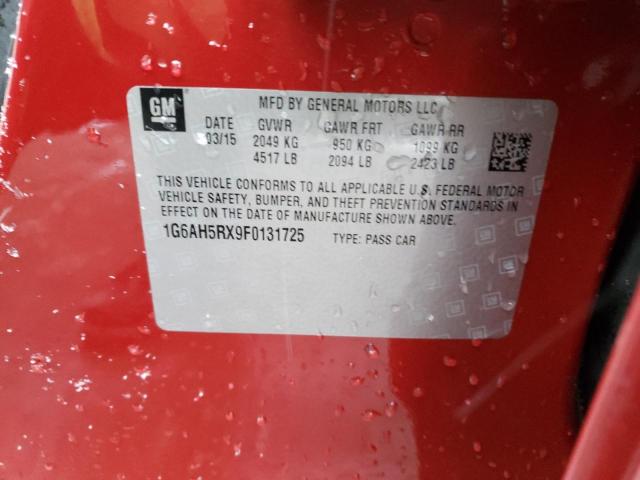 GM
MFD BY GENERAL MOTORS LLC
DATE GVWR GAWR FRT GAWR RR
03/15 2049 KG 950 KG 1099 KG
4517 LB 2094 LB 2423 LB
THIS VEHICLE CONFORMS TO ALL APPLICABLE U.S. FEDERAL MOTOR
VEHICLE SAFETY, BUMPER, AND THEFT PREVENTION STANDARDS IN
EFFECT ON THE DATE OF MANUFACTURE SHOWN ABOVE.
1G6AH5RX9F0131725 TYPE: PASS CAR